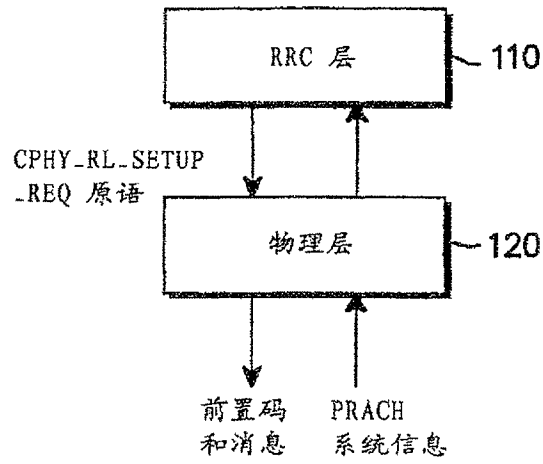 RRC 层
110
CPHY_RL_SETUP
_REQ 原语
物理层
120
前置码
和消息
PRACH
系统信息